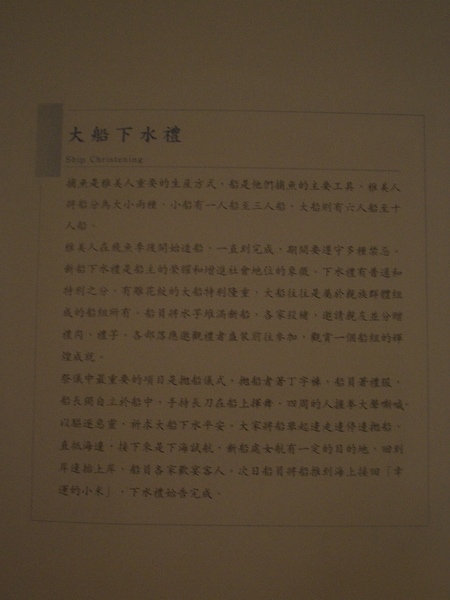 大船下水禮
Ship Christening
捕魚是雅美人重要的生產方式，船是他們捕魚的主要工具。雅美人
將船分為大小兩種，小船有一人船至三人船，大船則有六人船至十
人船。
雅美人在飛魚季後開始造船，一直到完成，期間要遵守多種禁忌。
新船下水禮是船主的榮耀和增進社會地位的象徵。下水禮有普通和
特別之分，有雕花紋的大船特別隆重，大船往往是屬於親族群體組
成的船組所有。船員將水芋堆滿新船，各家殺豬，邀請親友並分贈
禮肉、禮芋，各部落應邀觀禮者盛裝前往參加，觀賞一個船組的輝
煌成就。
祭儀中最重要的項目是拋船儀式，拋船者著丁字褲，船員著禮服，
船長獨自立於船中，手持長刀在船上揮舞，四周的人握拳大聲嘶喊，
以驅逐惡靈，祈求大船下水平安。大家將船舉起邊走邊停邊拋船，
直抵海邊，接下來是下海試航，新船處女航有一定的目的地，回到
岸邊抬上岸，船員各家歡宴客人。次日船員將船推到海上接回「幸
運的小米」，下水禮始告完成。